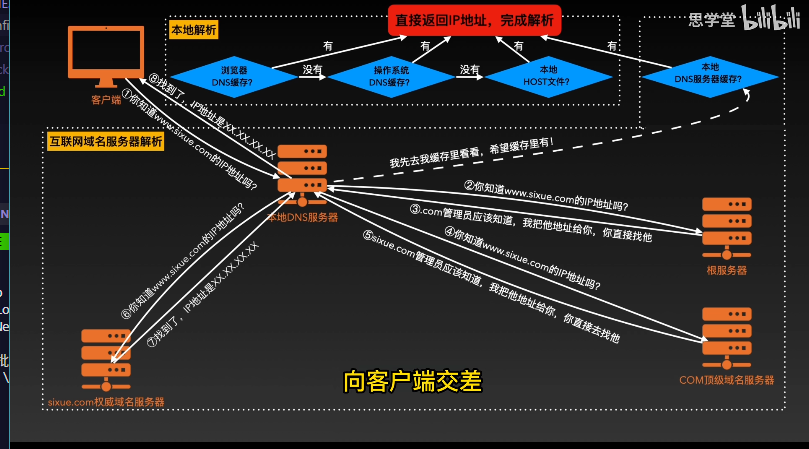 思学堂 bilibili
直接返回IP地址，完成解析
本地解析
有
有
有
有
浏览器
DNS缓存?
没有
操作系统
DNS缓存?
没有
本地
HOST文件?
本地
DNS服务器缓存?
客户端
⑧找到了，IP地址是XX.XX.XX.XX
①你知道www.sixue.com的IP地址吗?
互联网域名服务器解析
我先去我缓存里看看，希望缓存里有!
本地DNS服务器
②你知道www.sixue.com的IP地址吗?
③.com管理员应该知道，我把他地址给你，你直接找他
④你知道www.sixue.com的IP地址吗?
⑤sixue.com管理员应该知道，我把他地址给你，你直接去找他
根服务器
⑥你知道www.sixue.com的IP地址吗?
⑦找到了，IP地址是XX.XX.XX.XX
COM顶级域名服务器
sixue.com权威域名服务器
向客户端交差